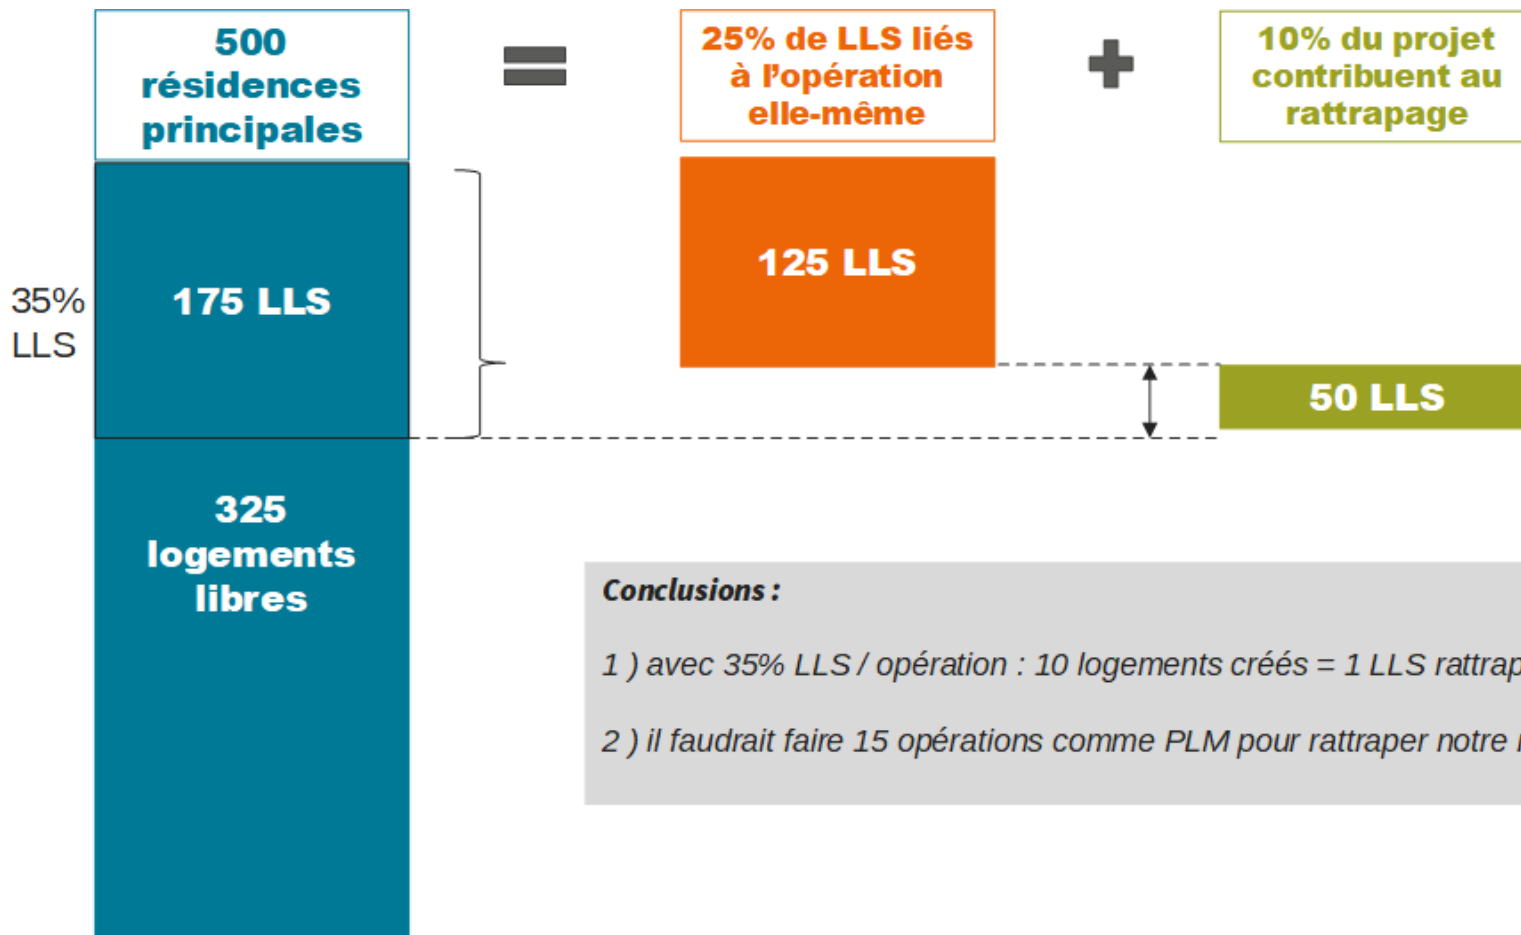 500
résidences
principales
=
25% de LLS liés
à l’opération
elle-même
+
10% du projet
contribuent au
rattrapage
35%
LLS
175 LLS
125 LLS
50 LLS
325
logements
libres
Conclusions :
1 ) avec 35% LLS / opération : 10 logements créés = 1 LLS
2 ) il faudrait faire 15 opérations comme PLM pour rattraper notre